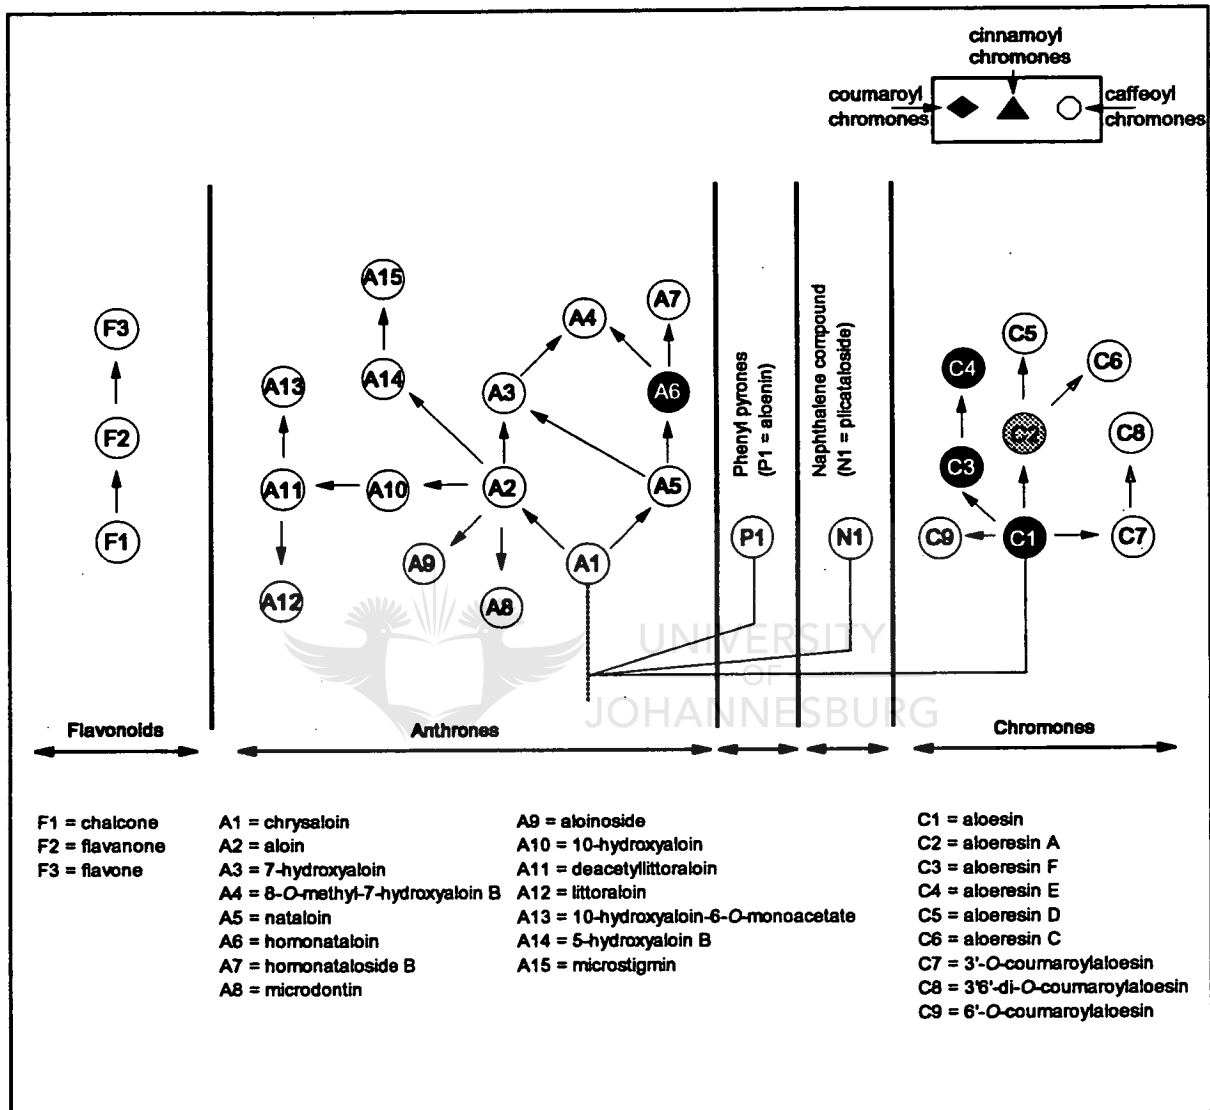 cinnamoyl
chromones
coumaroyl
chromones
caffeoyl
chromones
F3
F2
F1
A15
A14
A13
A11
A10
A12
A9
A2
A8
A3
A4
A7
A6
A5
A1
Phenyl pyrones
(P1 = aloenin)
P1
Naphthalene compound
(N1 = plicataloside)
N1
C5
C4
C6
C2
C8
C3
C9
C1
C7
UNIVERSITY
OF
JOHANNESBURG
Flavonoids
Anthrones
Chromones
F1 = chalcone
F2 = flavanone
F3 = flavone
A1 = chrysaloin
A2 = aloin
A3 = 7-hydroxyaloin
A4 = 8-O-methyl-7-hydroxyaloin B
A5 = nataloin
A6 = homonataloin
A7 = homonataloside B
A8 = microdontin
A9 = aloinoside
A10 = 10-hydroxyaloin
A11 = deacetyllittoraloin
A12 = littoraloin
A13 = 10-hydroxyaloin-6-O-monoacetate
A14 = 5-hydroxyaloin B
A15 = microstigmin
C1 = aloesin
C2 = aloeresin A
C3 = aloeresin F
C4 = aloeresin E
C5 = aloeresin D
C6 = aloeresin C
C7 = 3'-O-coumaroylaloesin
C8 = 3'6'-di-O-coumaroylaloesin
C9 = 6'-O-coumaroylaloesin